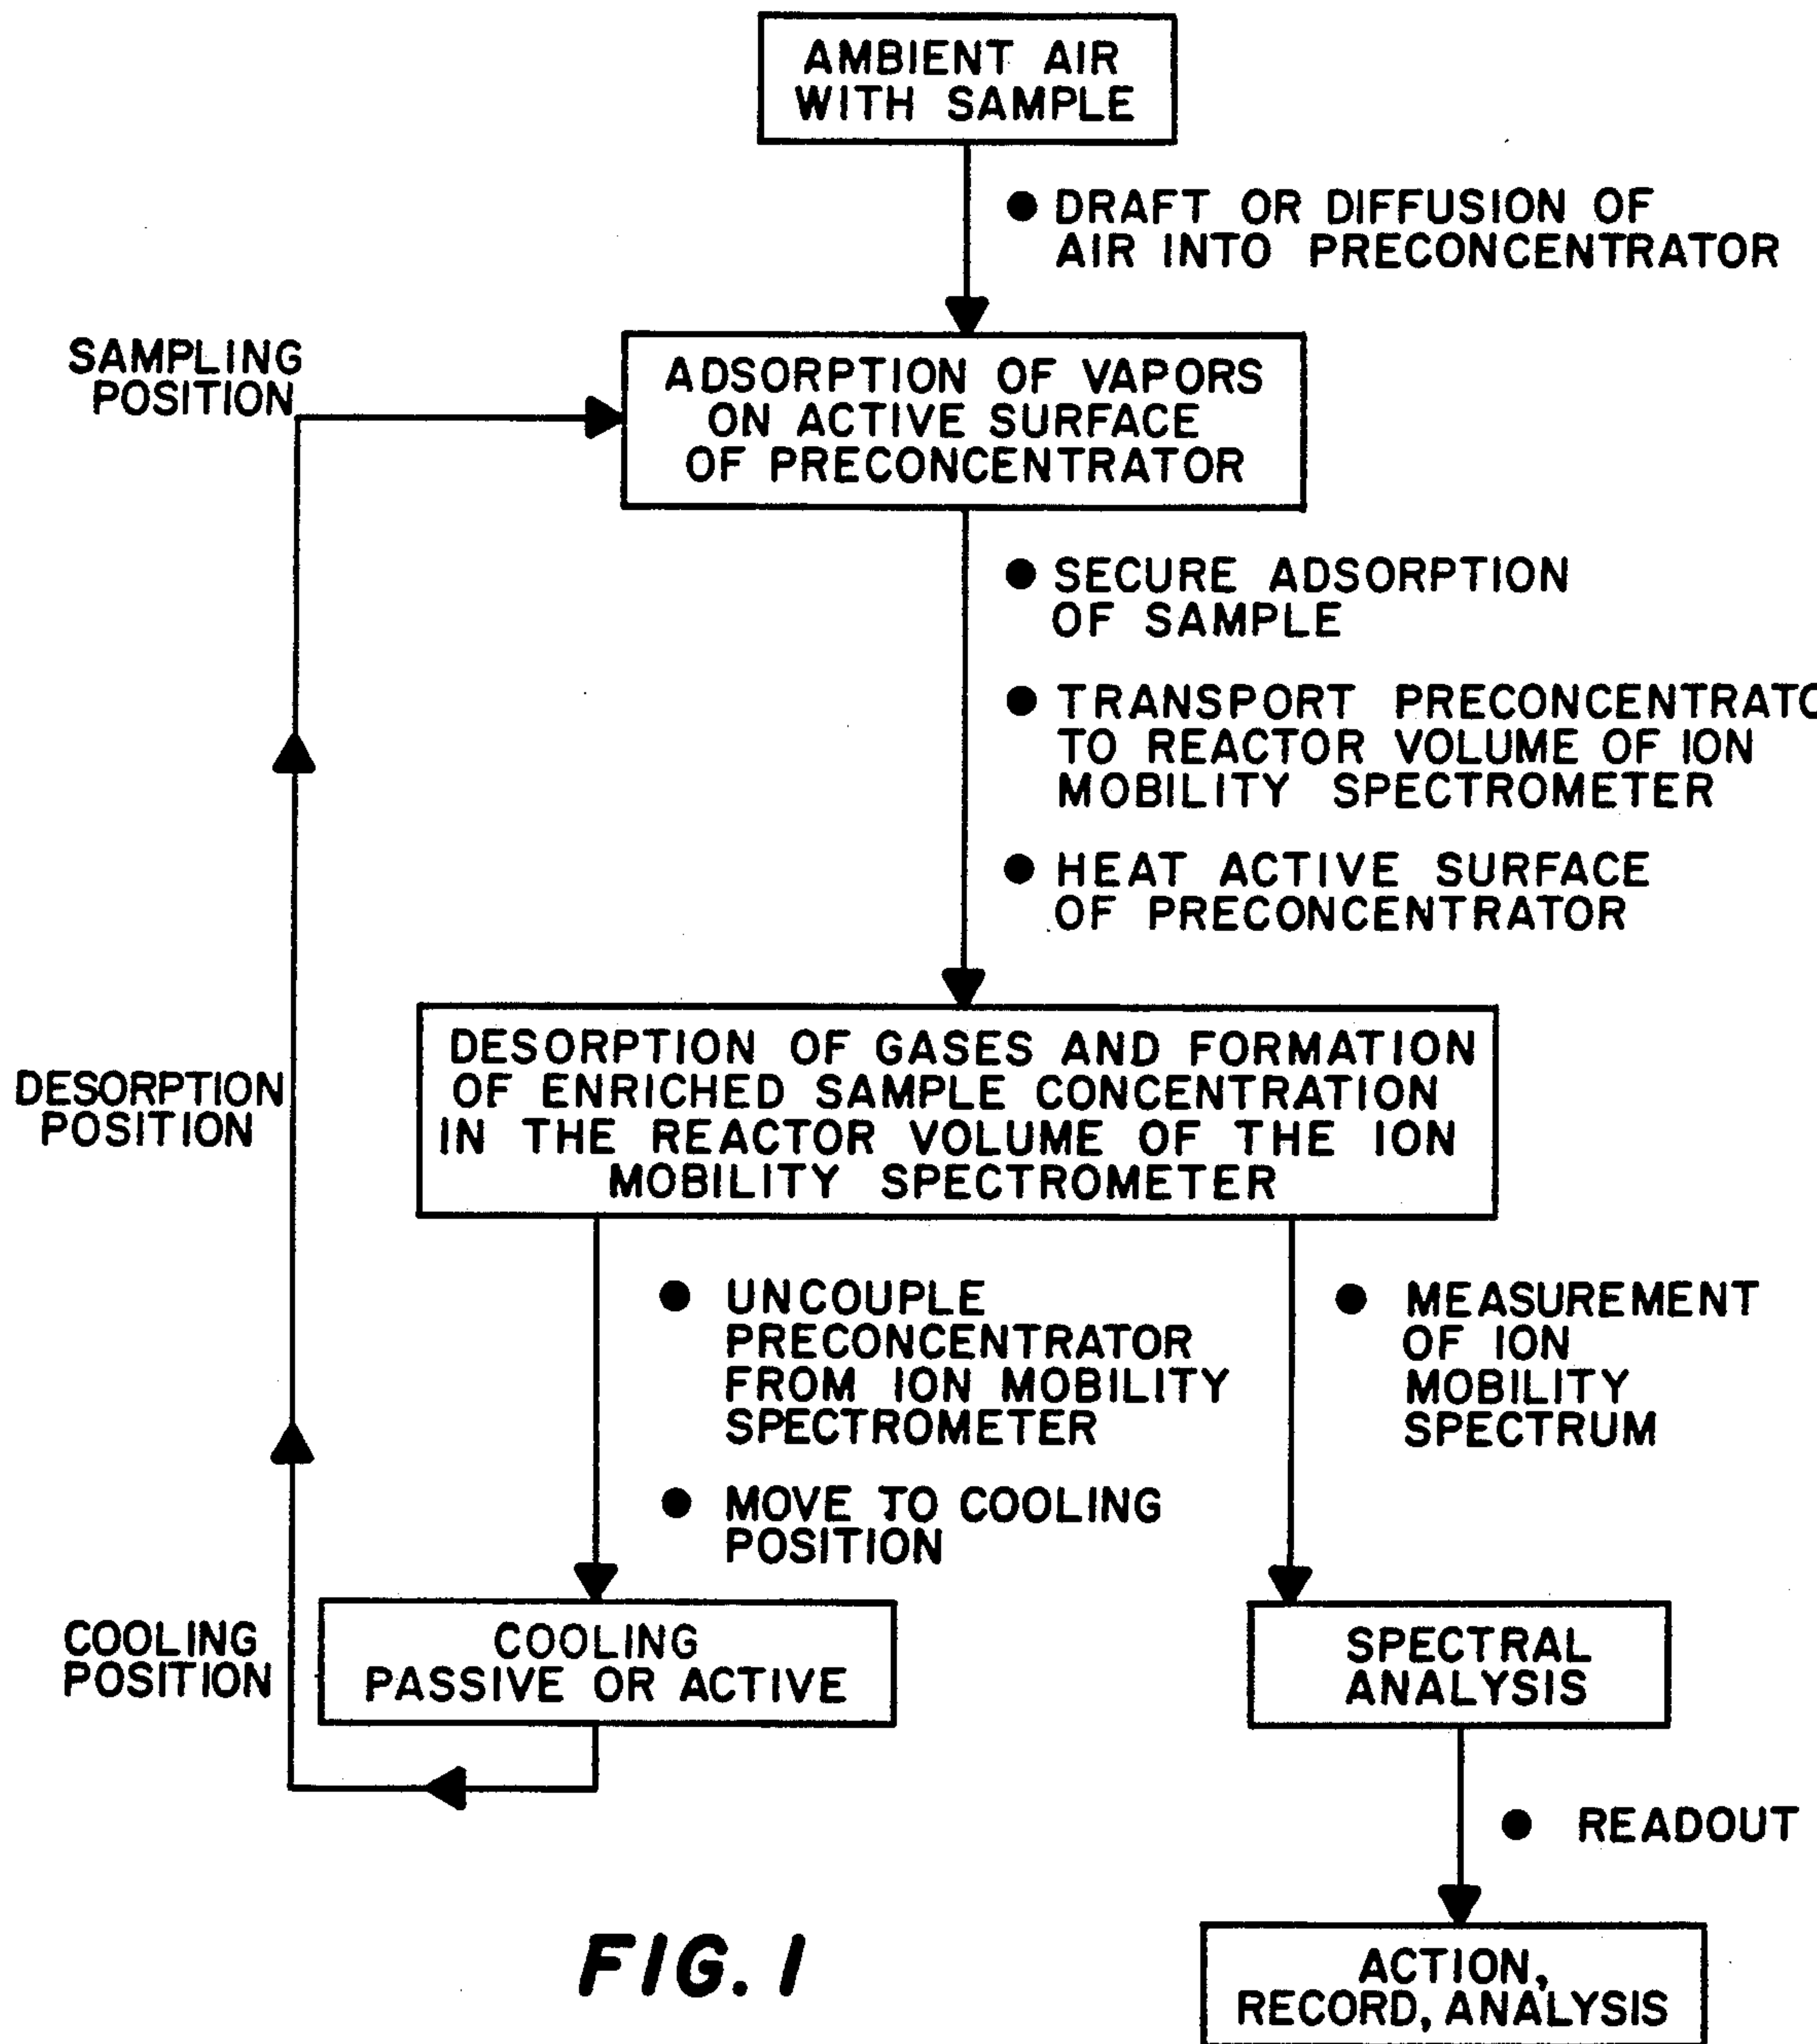 AMBIENT AIR
WITH SAMPLE
● DRAFT OR DIFFUSION OF
AIR INTO PRECONCENTRATOR
SAMPLING
POSITION
ADSORPTION OF VAPORS
ON ACTIVE SURFACE
OF PRECONCENTRATOR
● SECURE ADSORPTION
OF SAMPLE
● TRANSPORT PRECONCENTRATO
TO REACTOR VOLUME OF ION
MOBILITY SPECTROMETER
● HEAT ACTIVE SURFACE
OF PRECONCENTRATOR
DESORPTION
POSITION
DESORPTION OF GASES AND FORMATION
OF ENRICHED SAMPLE CONCENTRATION
IN THE REACTOR VOLUME OF THE ION
MOBILITY SPECTROMETER
● UNCOUPLE
PRECONCENTRATOR
FROM ION MOBILITY
SPECTROMETER
● MOVE TO COOLING
POSITION
● MEASUREMENT
OF ION
MOBILITY
SPECTRUM
COOLING
POSITION
COOLING
PASSIVE OR ACTIVE
SPECTRAL
ANALYSIS
● READOUT
ACTION,
RECORD, ANALYSIS
FIG. 1